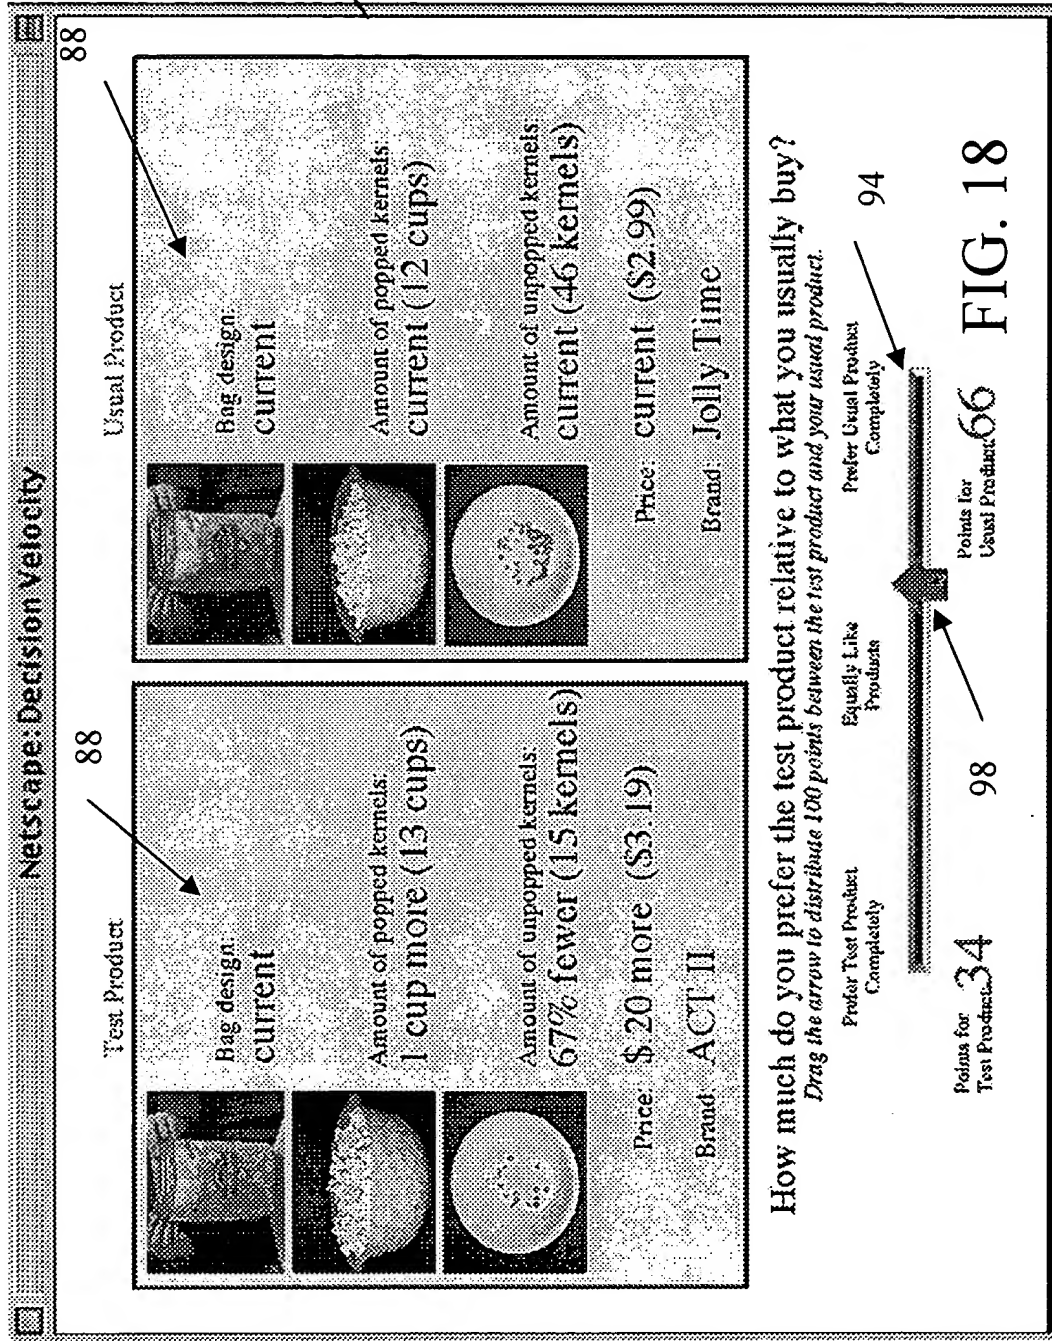 Netscape: Decision Velocity
88
88
Test Product
Bag design:
current
Amount of popped kernels:
1 cup more (13 cups)
Amount of unpopped kernels:
67% fewer (15 kernels)
Price: $.20 more ($3.19)
Brand: ACT II
Usual Product
Bag design:
current
Amount of popped kernels:
current (12 cups)
Amount of unpopped kernels:
current (46 kernels)
Price: current ($2.99)
Brand: Jolly Time
How much do you prefer the test product relative to what you usually buy?
Drag the arrow to distribute 100 points between the test product and your usual product.
Prefer Test Product
Completely
Equally Like
Products
Prefer Usual Product
Completely
94
Points for
Test Product: 34
98
Points for
Usual Product: 66
FIG. 18